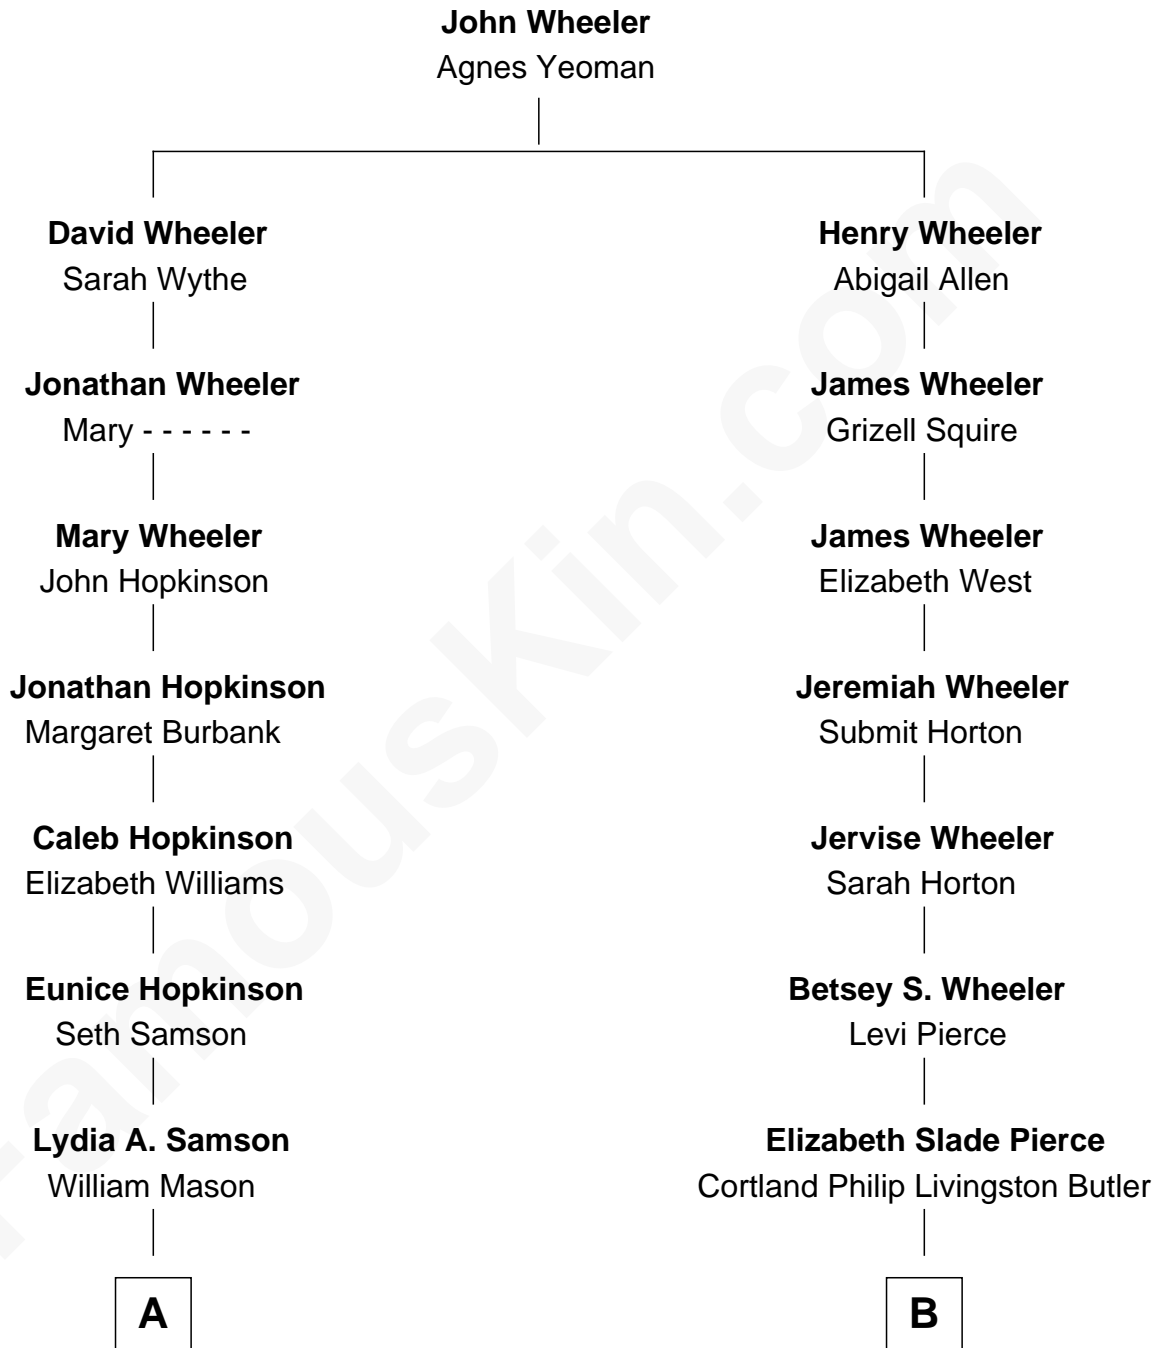 John Wheeler
Agnes Yeoman
David Wheeler
Sarah Wythe
Jonathan Wheeler
Mary - - - - - -
Mary Wheeler
John Hopkinson
Jonathan Hopkinson
Margaret Burbank
Caleb Hopkinson
Elizabeth Williams
Eunice Hopkinson
Seth Samson
Lydia A. Samson
William Mason
A
Henry Wheeler
Abigail Allen
James Wheeler
Grizell Squire
James Wheeler
Elizabeth West
Jeremiah Wheeler
Submit Horton
Jervise Wheeler
Sarah Horton
Betsey S. Wheeler
Levi Pierce
Elizabeth Slade Pierce
Cortland Philip Livingston Butler
B
FamousKin.com